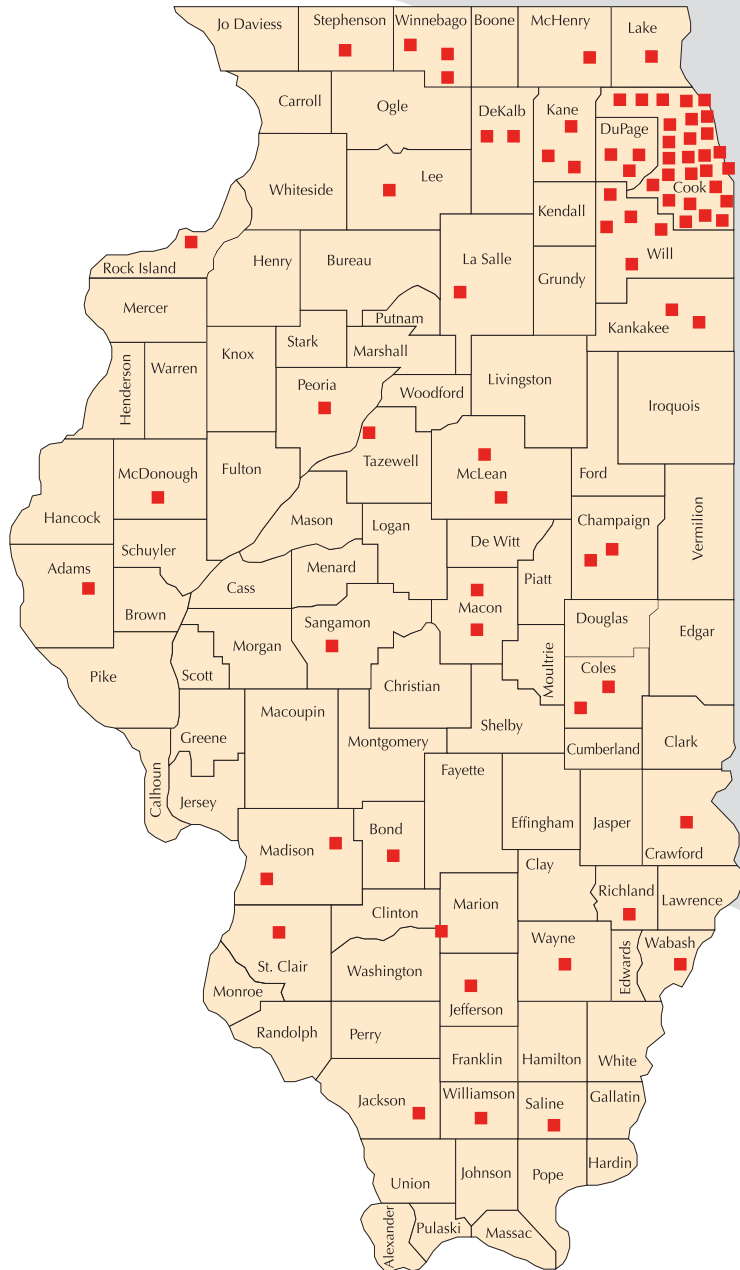 Jo Daviess
Stephenson
Winnebago
Boone
McHenry
Lake
Carroll
Ogle
DeKalb
Kane
DuPage
Cook
Whiteside
Lee
Kendall
Will
Rock Island
Henry
Bureau
La Salle
Grundy
Mercer
Putnam
Kankakee
Henderson
Warren
Knox
Stark
Marshall
Peoria
Woodford
Livingston
Iroquois
McDonough
Fulton
Tazewell
McLean
Ford
Hancock
Mason
Logan
Champaign
Vermilion
Schuyler
De Witt
Adams
Menard
Piatt
Cass
Brown
Sangamon
Macon
Douglas
Edgar
Morgan
Moultrie
Pike
Scott
Christian
Coles
Macoupin
Shelby
Greene
Montgomery
Cumberland
Clark
Calhoun
Jersey
Fayette
Effingham
Jasper
Madison
Bond
Crawford
Clay
Richland
Lawrence
Clinton
Marion
Wayne
Edwards
Wabash
St. Clair
Washington
Monroe
Jefferson
Randolph
Perry
Franklin
Hamilton
White
Jackson
Williamson
Saline
Gallatin
Union
Johnson
Pope
Hardin
Alexander
Pulaski
Massac